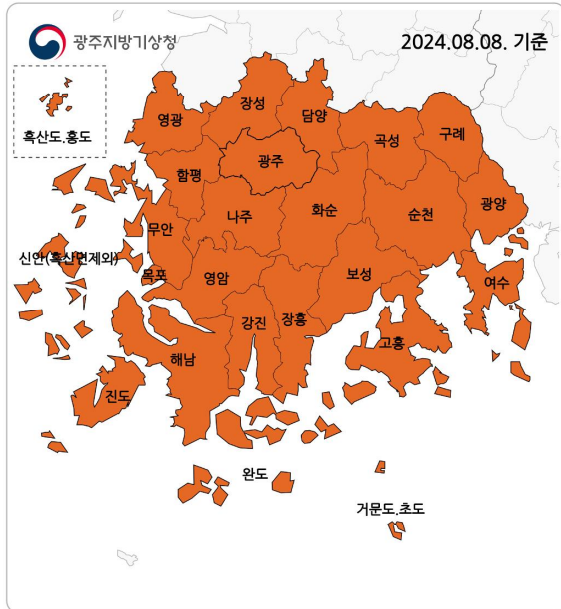 광주지방기상청
2024.08.08. 기준
흑산도.홍도
영광
장성
담양
곡성
구례
함평
광주
나주
화순
순천
광양
무안
신안(흑산면제외)
목포
영암
보성
여수
강진
장흥
고흥
해남
진도
완도
거문도.초도